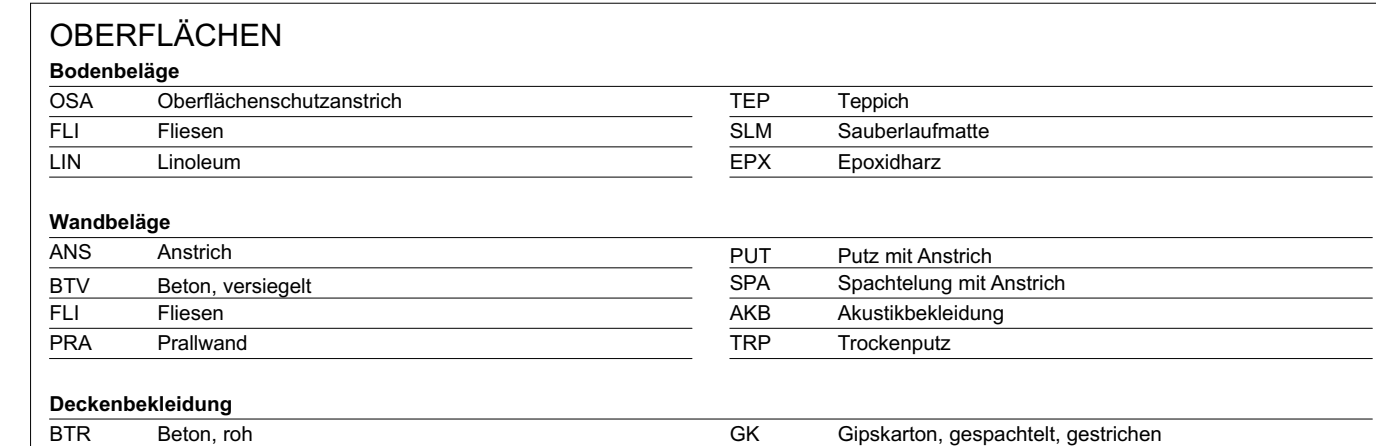 OBERFLÄCHEN
Bodenbeläge
OSA Oberflächenschutzanstrich TEP Teppich
FLI Fliesen SLM Sauberlaufmatte
LIN Linoleum EPX Epoxidharz
Wandbeläge
ANS Anstrich PUT Putz mit Anstrich
BTV Beton, versiegelt SPA Spachtelung mit Anstrich
FLI Fliesen AKB Akustikbekleidung
PRA Prallwand TRP Trockenputz
Deckenbekleidung
BTR Beton, roh GK Gipskarton, gespachtelt, gestrichen